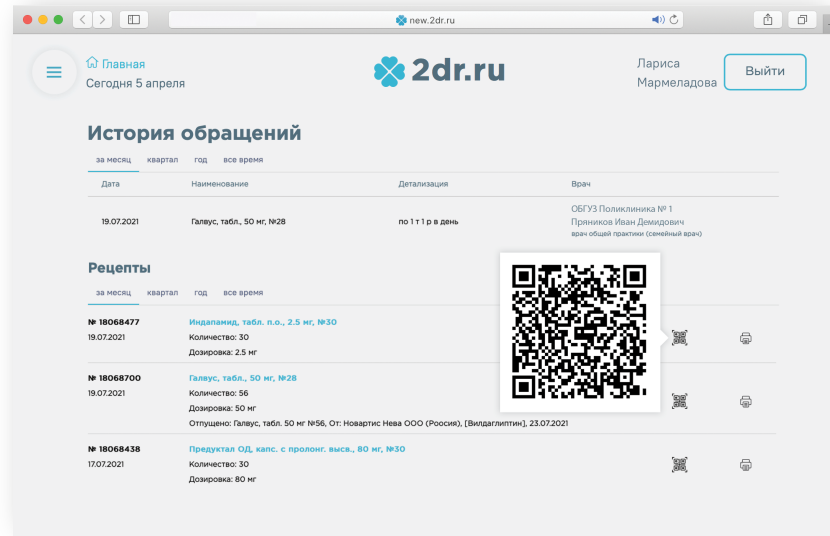 new.2dr.ru
Главная
Сегодня 5 апреля
2dr.ru
Лариса
Мармеладова
Выйти
История обращений
за месяц квартал год все время
Дата Наименование Детализация Врач
19.07.2021 Галвус, табл., 50 мг, №28 по 1 т 1 р в день
ОБГУЗ Поликлиника № 1
Пряников Иван Демидович
врач общей практики (семейный врач)
Рецепты
за месяц квартал год все время
№ 18068477 Индапамид, табл. п.о., 2.5 мг, №30
19.07.2021 Количество: 30
Дозировка: 2.5 мг
№ 18068700 Галвус, табл., 50 мг, №28
19.07.2021 Количество: 56
Дозировка: 50 мг
Отпущено: Галвус, табл. 50 мг №56, От: Новартис Нева ООО (Роосия), [Вилдаглиптин], 23.07.2021
№ 18068438 Предуктал ОД, капс. с пролонг. высв., 80 мг, №30
17.07.2021 Количество: 30
Дозировка: 80 мг